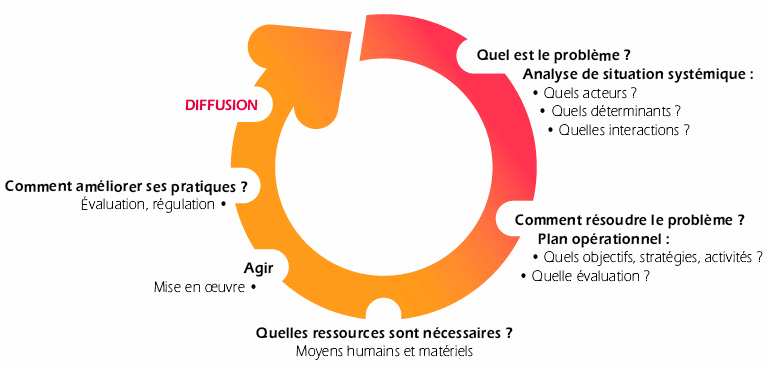 Quel est le problème ?
Analyse de situation systémique :
• Quels acteurs ?
• Quels déterminants ?
• Quelles interactions ?
Comment résoudre le problème ?
Plan opérationnel :
• Quels objectifs, stratégies, activités ?
• Quelle évaluation ?
Quelles ressources sont nécessaires ?
Moyens humains et matériels
Agir
Mise en œuvre •
Comment améliorer ses pratiques ?
Évaluation, régulation •
DIFFUSION